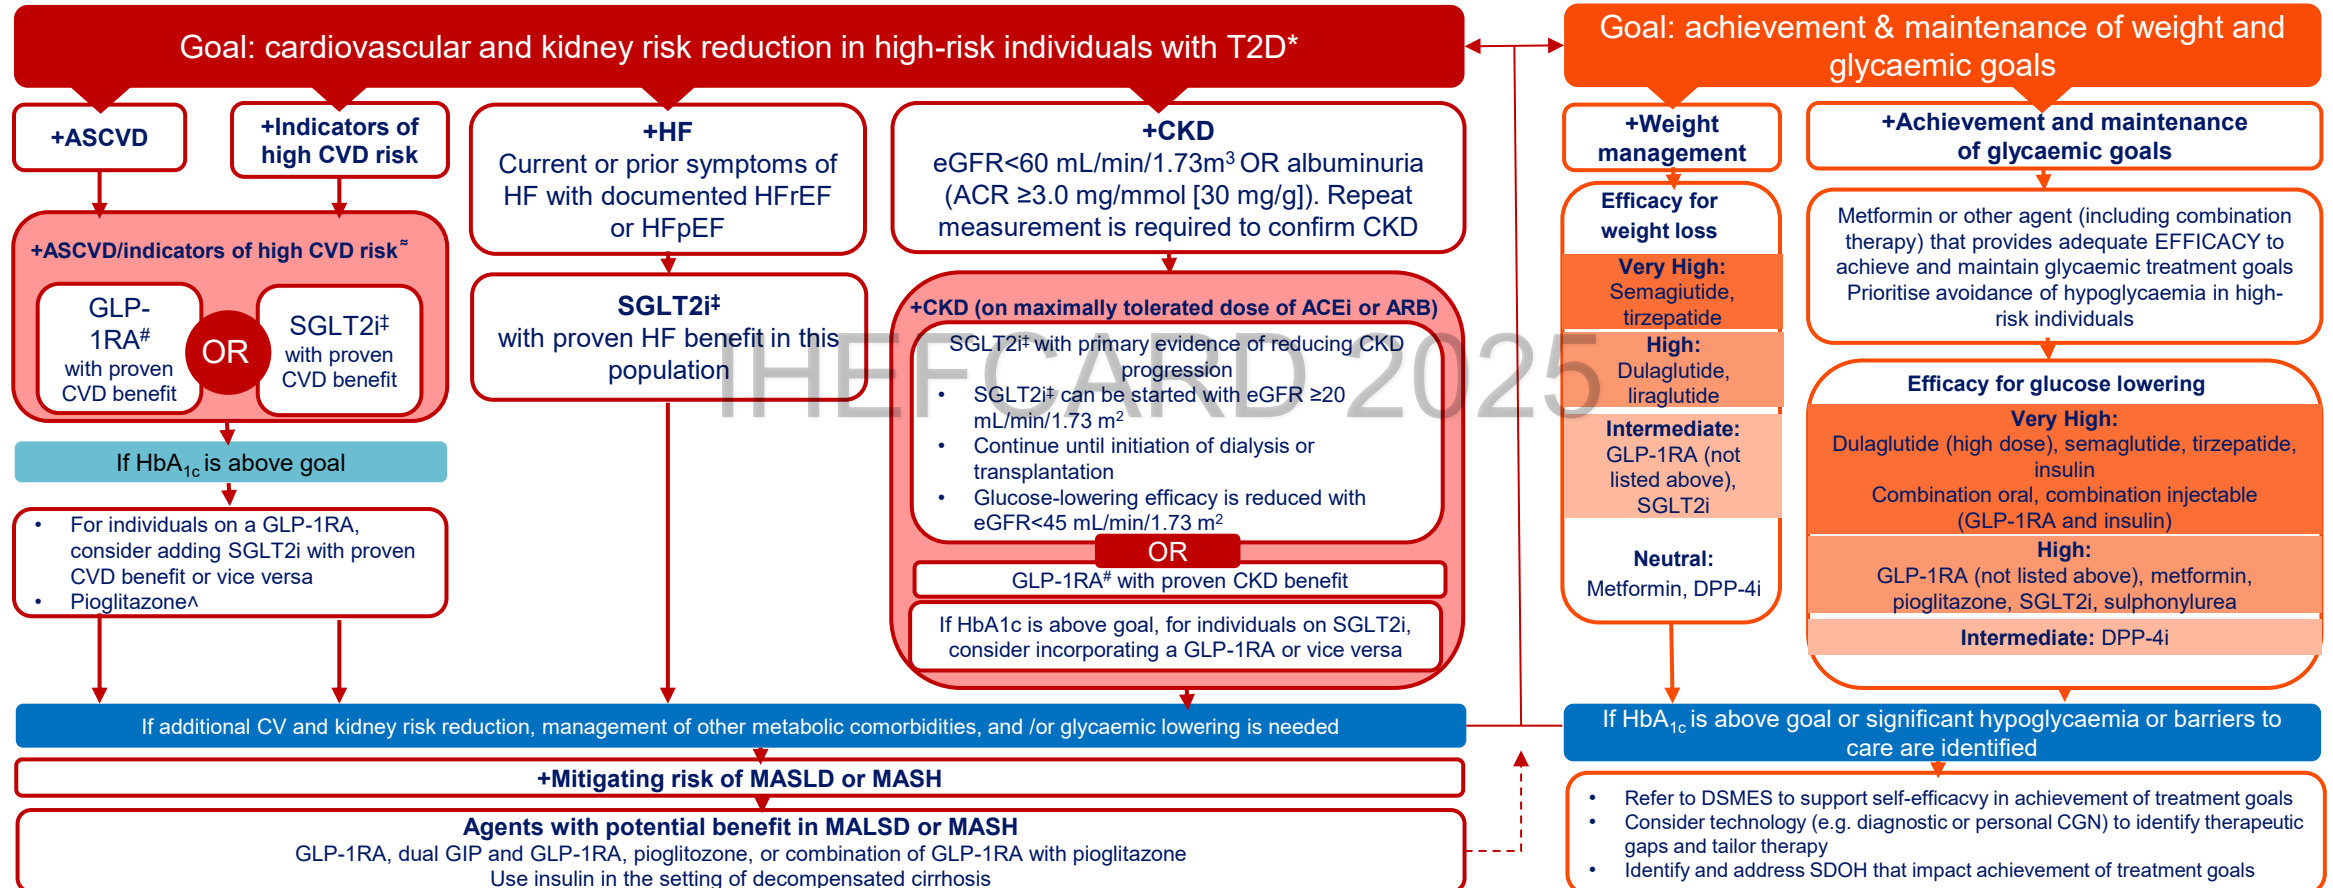 Goal: cardiovascular and kidney risk reduction in high-risk individuals with T2D*
+ASCVD
+Indicators of
high CVD risk
+ASCVD/indicators of high CVD risk≈
GLP-
1RA#
with proven
CVD benefit
OR
SGLT2i‡
with proven
CVD benefit
If HbA1c is above goal
• For individuals on a GLP-1RA,
consider adding SGLT2i with proven
CVD benefit or vice versa
• Pioglitazone^
+HF
Current or prior symptoms of
HF with documented HFrEF
or HFpEF
SGLT2i‡
with proven HF benefit in this
population
+CKD
eGFR<60 mL/min/1.73m³ OR albuminuria
(ACR ≥3.0 mg/mmol [30 mg/g]). Repeat
measurement is required to confirm CKD
+CKD (on maximally tolerated dose of ACEi or ARB)
SGLT2i‡ with primary evidence of reducing CKD
progression
• SGLT2i‡ can be started with eGFR ≥20
mL/min/1.73 m²
• Continue until initiation of dialysis or
transplantation
• Glucose-lowering efficacy is reduced with
eGFR<45 mL/min/1.73 m²
OR
GLP-1RA# with proven CKD benefit
If HbA1c is above goal, for individuals on SGLT2i,
consider incorporating a GLP-1RA or vice versa
If additional CV and kidney risk reduction, management of other metabolic comorbidities, and /or glycaemic lowering is needed
+Mitigating risk of MASLD or MASH
Agents with potential benefit in MALSD or MASH
GLP-1RA, dual GIP and GLP-1RA, pioglitozone, or combination of GLP-1RA with pioglitazone
Use insulin in the setting of decompensated cirrhosis
Goal: achievement & maintenance of weight and
glycaemic goals
+Weight
management
Efficacy for
weight loss
Very High:
Semagiutide,
tirzepatide
High:
Dulaglutide,
liraglutide
Intermediate:
GLP-1RA (not
listed above),
SGLT2i
Neutral:
Metformin, DPP-4i
+Achievement and maintenance
of glycaemic goals
Metformin or other agent (including combination
therapy) that provides adequate EFFICACY to
achieve and maintain glycaemic treatment goals
Prioritise avoidance of hypoglycaemia in high-
risk individuals
Efficacy for glucose lowering
Very High:
Dulaglutide (high dose), semaglutide, tirzepatide,
insulin
Combination oral, combination injectable
(GLP-1RA and insulin)
High:
GLP-1RA (not listed above), metformin,
pioglitazone, SGLT2i, sulphonylurea
Intermediate: DPP-4i
If HbA1c is above goal or significant hypoglycaemia or barriers to
care are identified
• Refer to DSMES to support self-efficacvy in achievement of treatment goals
• Consider technology (e.g. diagnostic or personal CGN) to identify therapeutic
gaps and tailor therapy
• Identify and address SDOH that impact achievement of treatment goals
IHEFCARD 2025